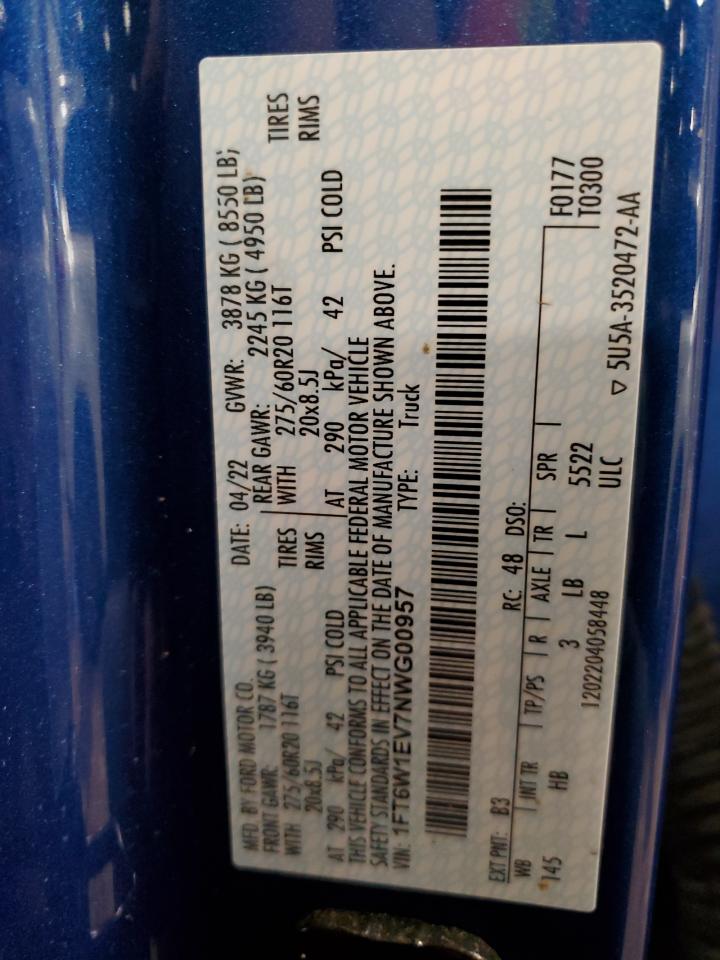 MFD. BY FORD MOTOR CO. DATE: 04/22 GVWR: 3878 KG ( 8550 LB);
FRONT GAWR: 1787 KG ( 3940 LB) REAR GAWR: 2245 KG ( 4950 LB)
WITH 275/60R20 116T TIRES WITH 275/60R20 116T TIRES
20x8.5J RIMS 20x8.5J RIMS
AT 290 kPa/ 42 PSI COLD AT 290 kPa/ 42 PSI COLD
THIS VEHICLE CONFORMS TO ALL APPLICABLE FEDERAL MOTOR VEHICLE
SAFETY STANDARDS IN EFFECT ON THE DATE OF MANUFACTURE SHOWN ABOVE.
VIN: 1FT6W1EV7NWG00957 TYPE: Truck
EXT PNT: B3 RC: 48 DSO: F0177
WB INT TR TP/PS R AXLE TR SPR T0300
145 HB 3 LB L 5522
ULC
1202204058448 ▽ 5U5A-3520472-AA